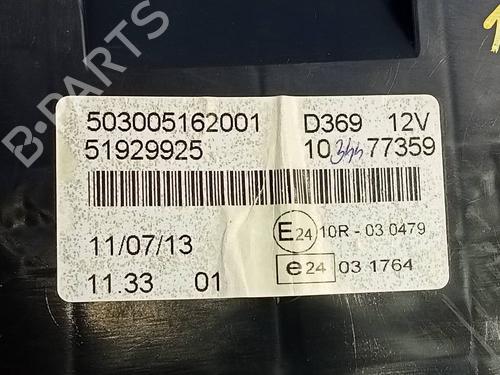 B-PARTS
503005162001 D369 12V
51929925 10 77359
11/07/13 E24 10R - 03 0479
11.33 01 e24 03 1764